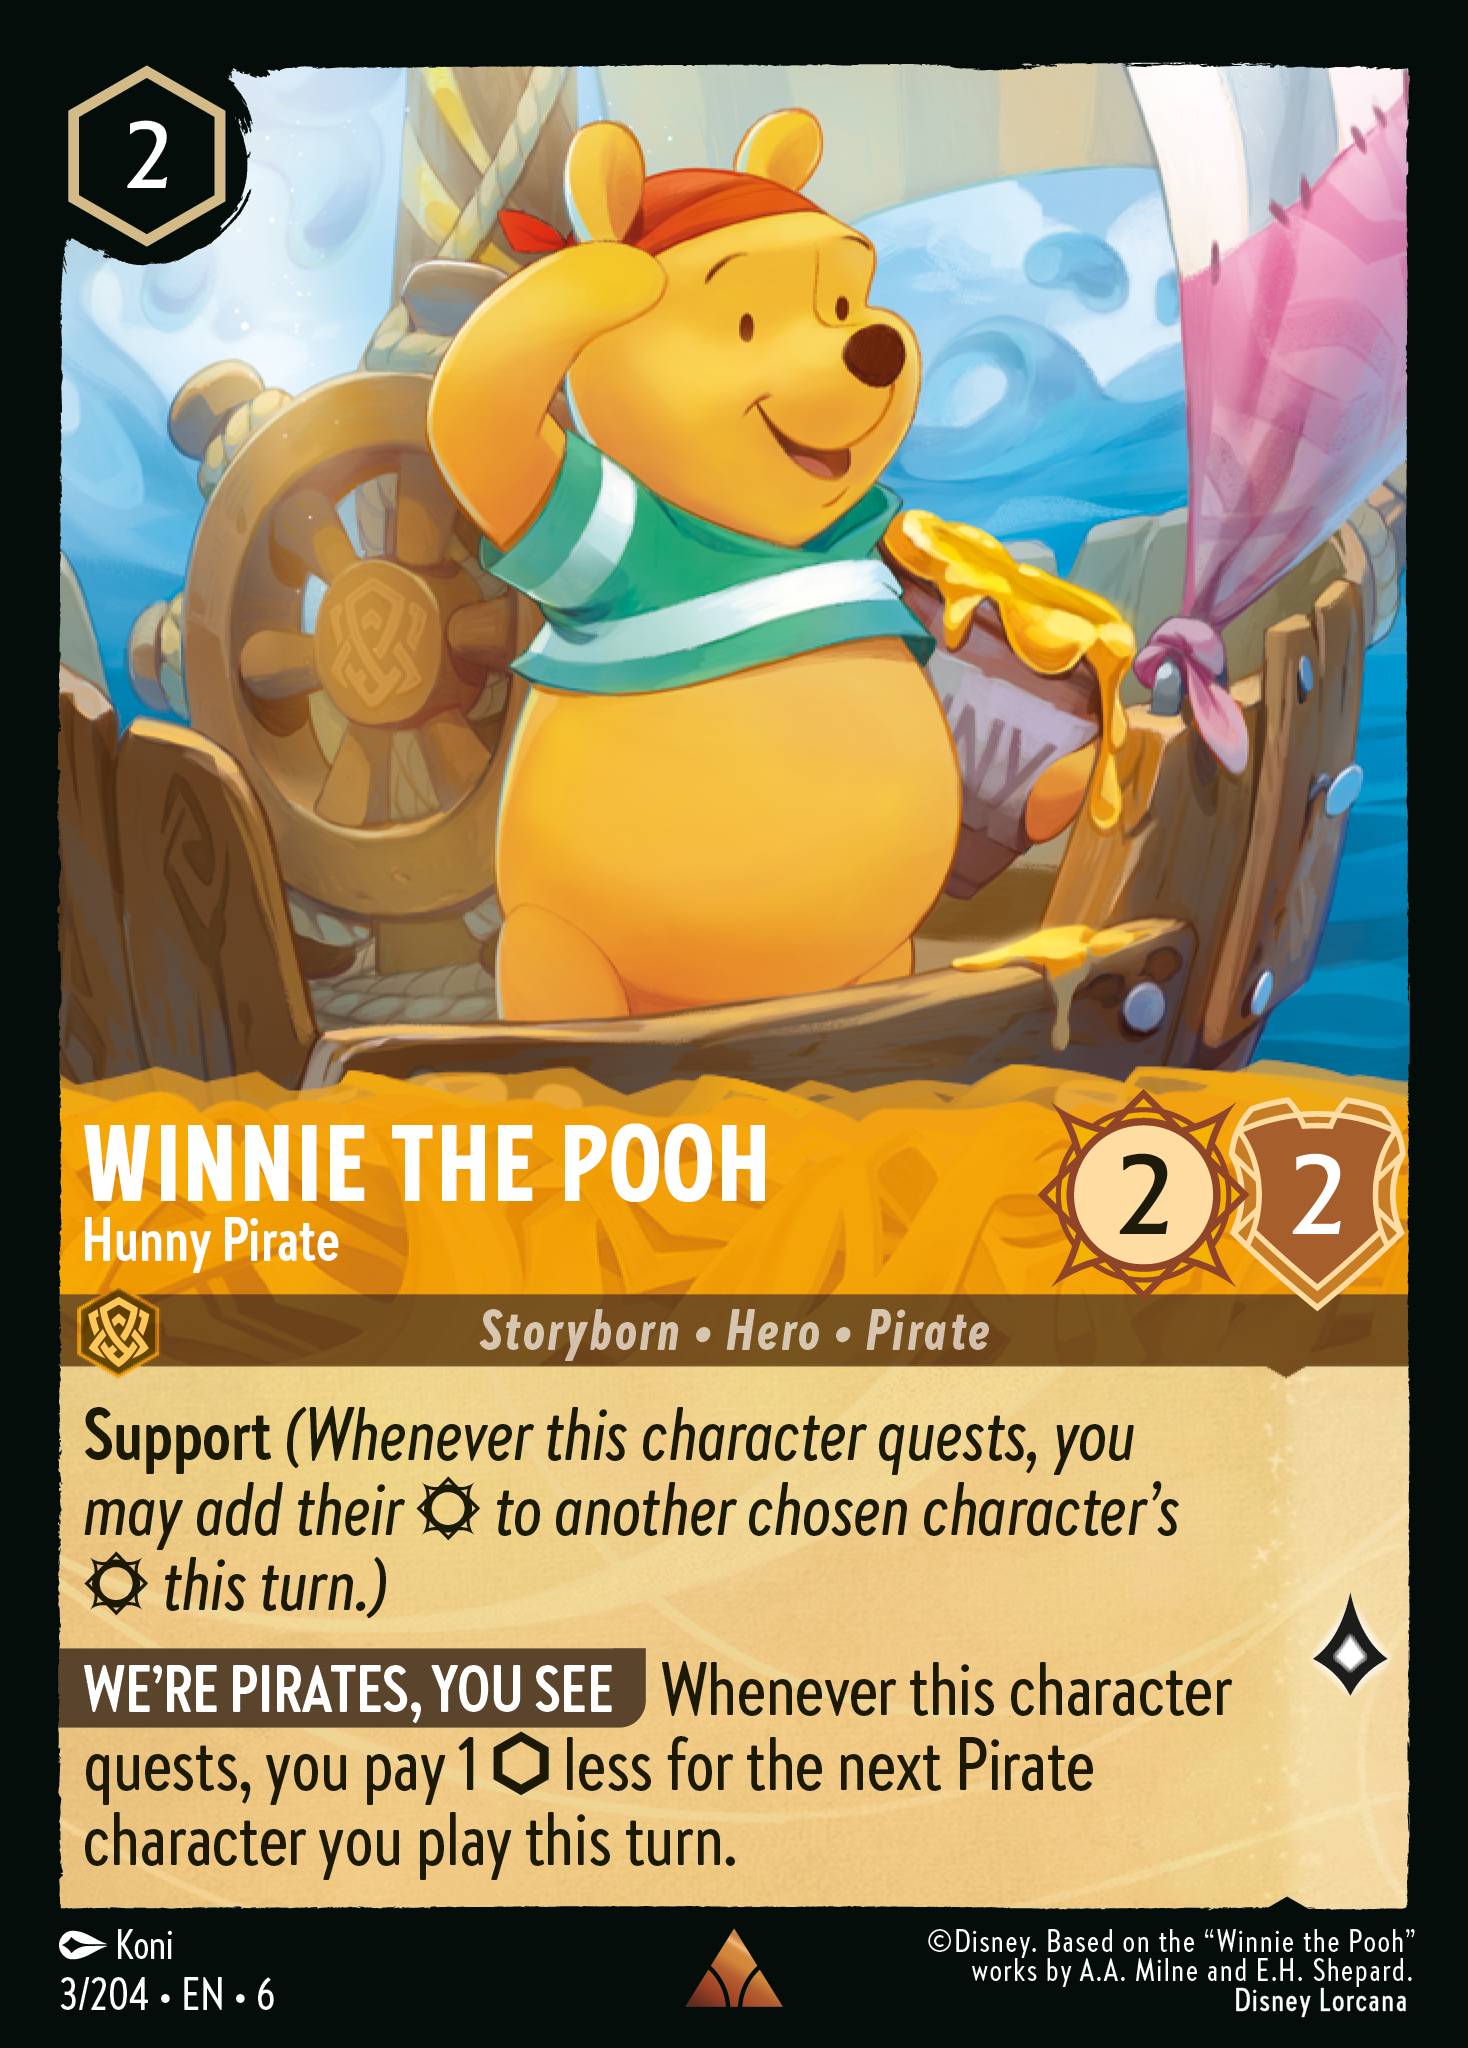 2
NY
WINNIE THE POOH
Hunny Pirate
2 2
Storyborn • Hero • Pirate
Support (Whenever this character quests, you
may add their to another chosen character’s
this turn.)
WE’RE PIRATES, YOU SEE Whenever this character
quests, you pay 1 less for the next Pirate
character you play this turn.
Koni
3/204 • EN • 6
©Disney. Based on the “Winnie the Pooh”
works by A.A. Milne and E.H. Shepard.
Disney Lorcana